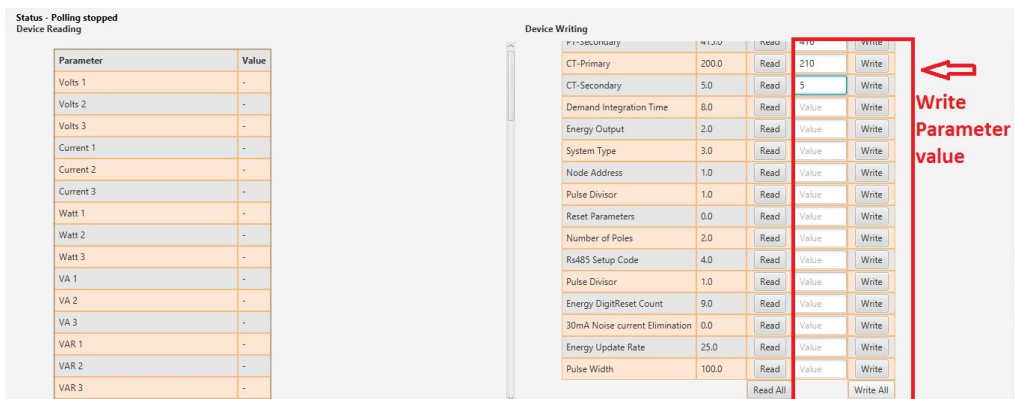 Status - Polling stopped
Device Reading
Parameter Value
Volts 1 -
Volts 2 -
Volts 3 -
Current 1 -
Current 2 -
Current 3 -
Watt 1 -
Watt 2 -
Watt 3 -
VA 1 -
VA 2 -
VA 3 -
VAR 1 -
VAR 2 -
VAR 3 -
Device Writing
PT-Secondary 415.0 Read 416 Write
CT-Primary 200.0 Read 210 Write
CT-Secondary 5.0 Read 5 Write
Demand Integration Time 8.0 Read Value Write
Energy Output 2.0 Read Value Write
System Type 3.0 Read Value Write
Node Address 1.0 Read Value Write
Pulse Divisor 1.0 Read Value Write
Reset Parameters 0.0 Read Value Write
Number of Poles 2.0 Read Value Write
Rs485 Setup Code 4.0 Read Value Write
Pulse Divisor 1.0 Read Value Write
Energy DigitReset Count 9.0 Read Value Write
30mA Noise current Elimination 0.0 Read Value Write
Energy Update Rate 25.0 Read Value Write
Pulse Width 100.0 Read Value Write
Read All Write All
Write
Parameter
value